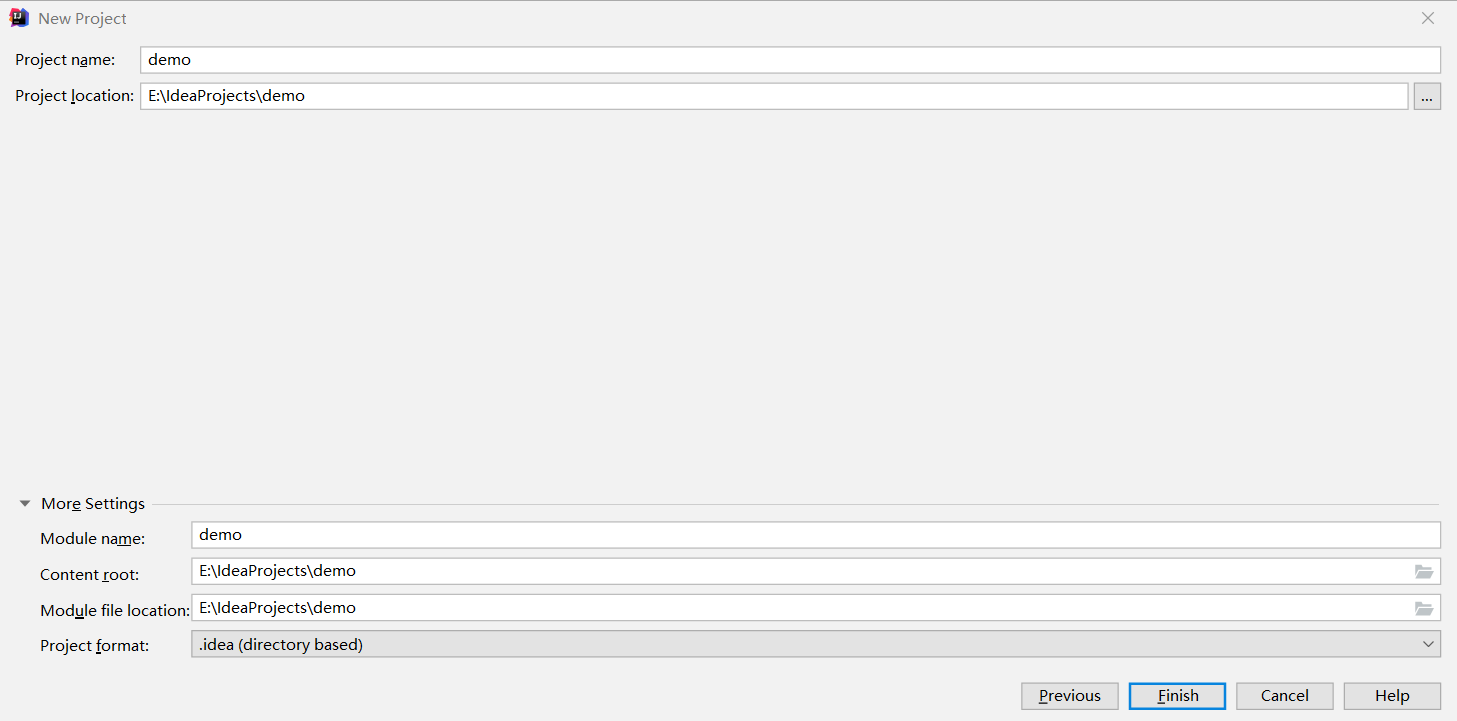 New Project
Project name: demo
Project location: E:\IdeaProjects\demo ...
More Settings
Module name: demo
Content root: E:\IdeaProjects\demo
Module file location: E:\IdeaProjects\demo
Project format: .idea (directory based)
Previous Finish Cancel Help